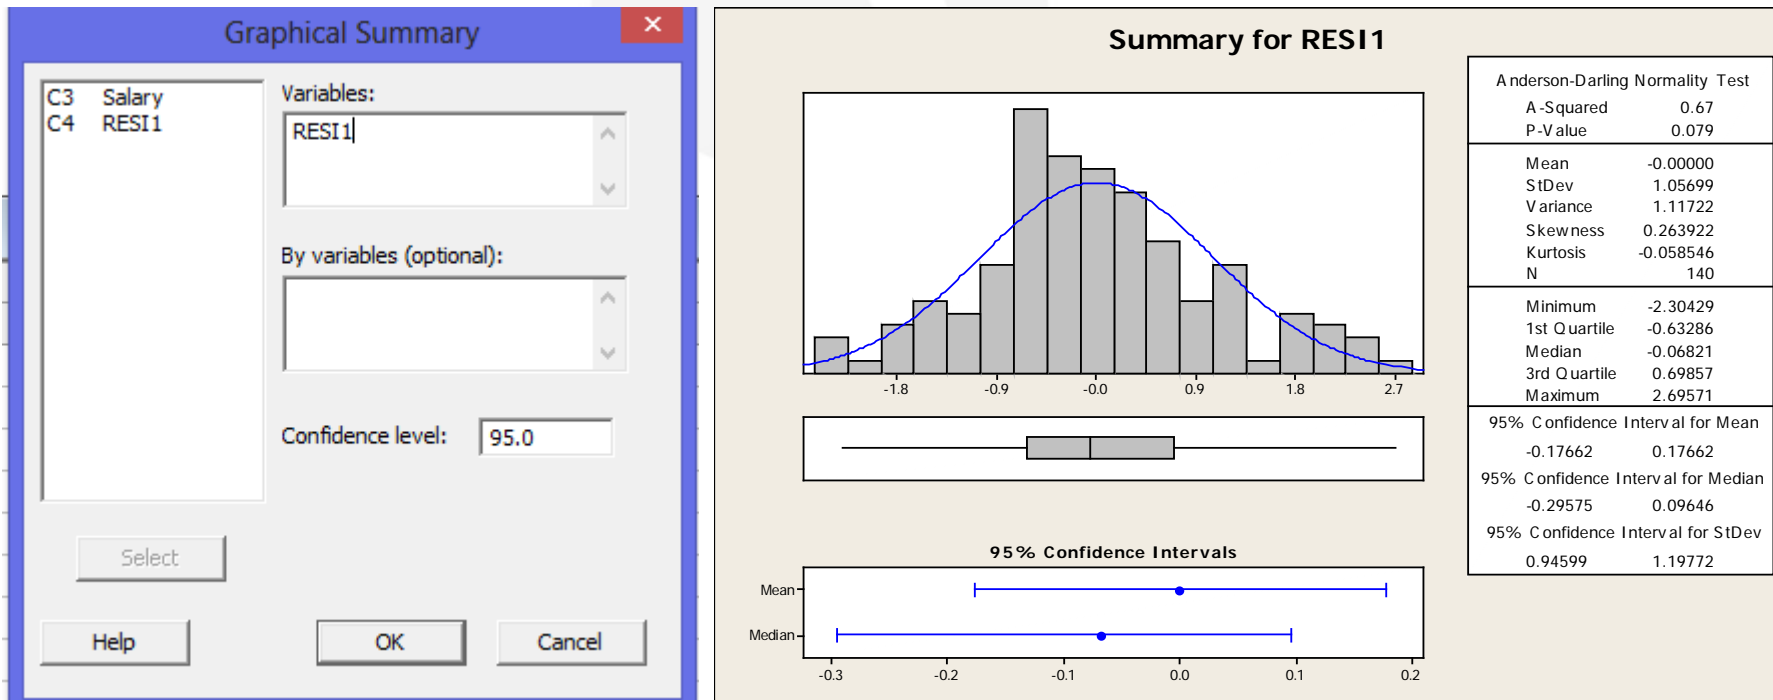 Graphical Summary
×
C3 Salary
C4 RESI1
Variables:
RESI1
By variables (optional):
Confidence level: 95.0
Select
Help OK Cancel
Summary for RESI1
-1.8 -0.9 -0.0 0.9 1.8 2.7
95% Confidence Intervals
Mean
Median
-0.3 -0.2 -0.1 0.0 0.1 0.2
Anderson-Darling Normality Test
A-Squared 0.67
P-Value 0.079
Mean -0.00000
StDev 1.05699
Variance 1.11722
Skewness 0.263922
Kurtosis -0.058546
N 140
Minimum -2.30429
1st Quartile -0.63286
Median -0.06821
3rd Quartile 0.69857
Maximum 2.69571
95% Confidence Interval for Mean
-0.17662 0.17662
95% Confidence Interval for Median
-0.29575 0.09646
95% Confidence Interval for StDev
0.94599 1.19772